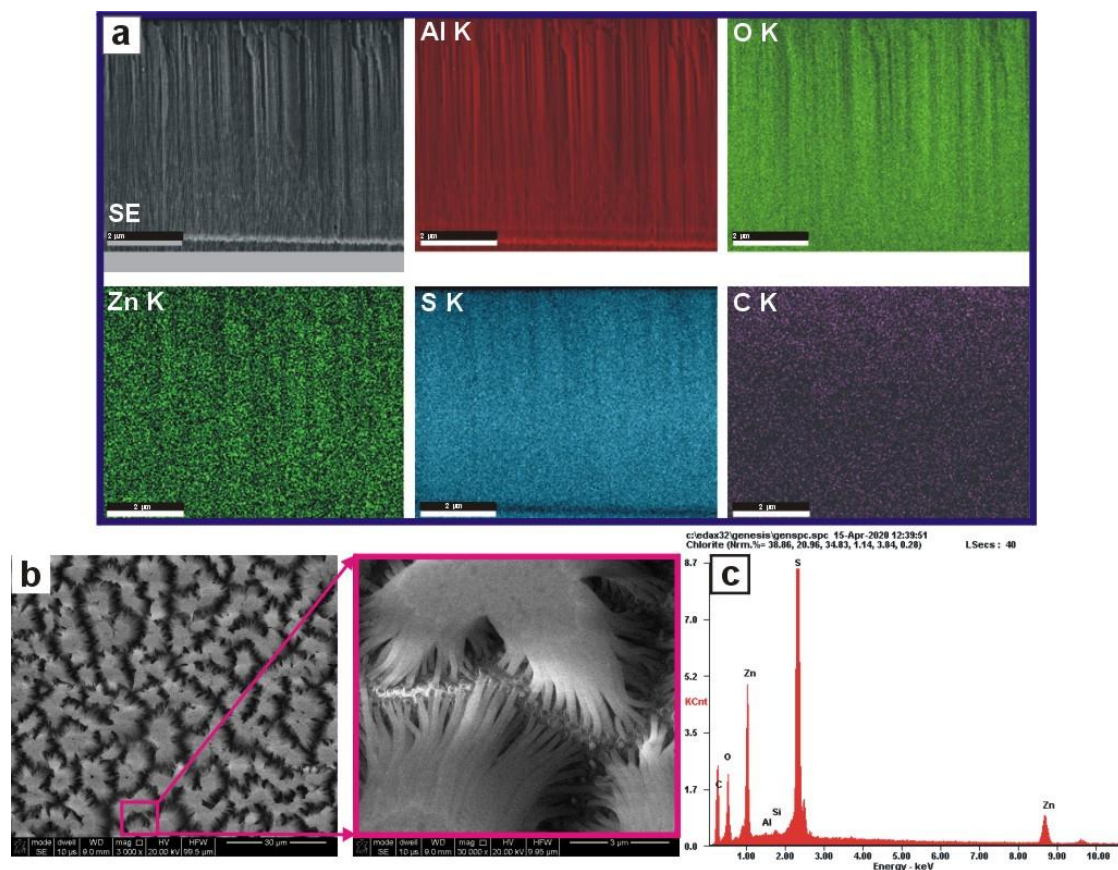 a
Al K
O K
SE
2 µm
2 µm
2 µm
Zn K
S K
C K
2 µm
2 µm
2 µm
b
c
c:\edax32\genesis\genspc.spc 15-Apr-2020 12:39:51
Chlorite (Nrm.%= 38.86, 20.96, 34.83, 1.14, 3.84, 0.28) LSecs : 40
8.7
7.0
5.2
KCnt
3.5
1.7
C
O
Zn
Al
Si
S
Zn
1.00 2.00 3.00 4.00 5.00 6.00 7.00 8.00 9.00 10.00
Energy - keV
mode dwell WD mag HV HFW 30 µm
SE 10 µs 9.0 mm 3 000 x 20.00 kV 99.5 µm
mode dwell WD mag HV HFW 3 µm
SE 10 µs 9.0 mm 30 000 x 20.00 kV 9.95 µm